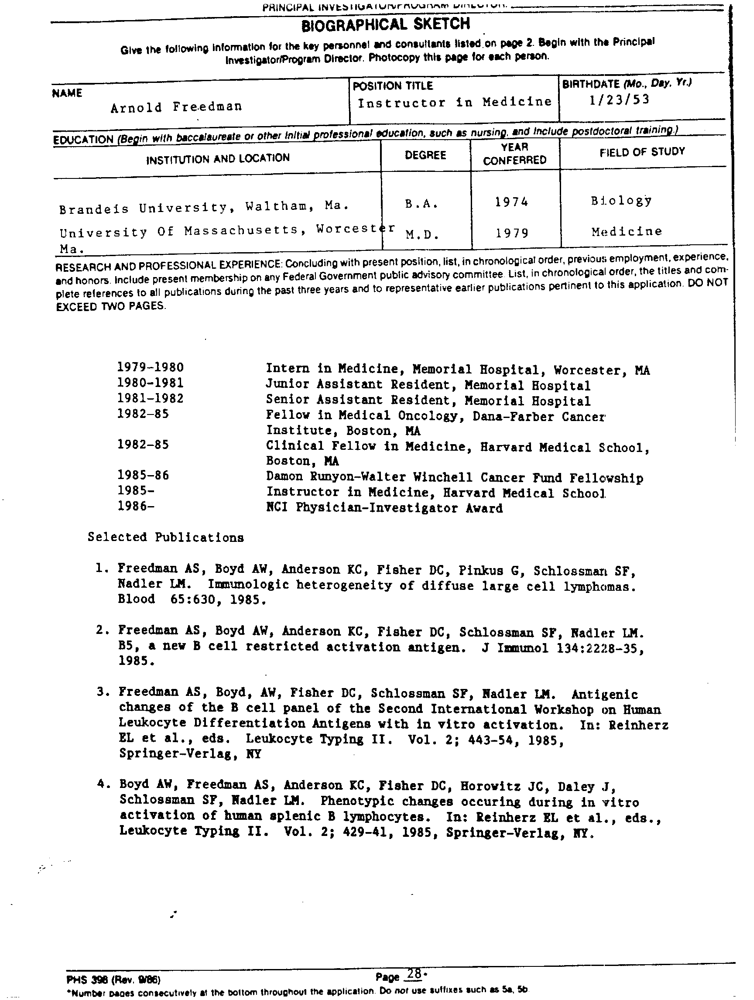 PRINCIPAL INVESTIGATOR/PROGRAM DIRECTOR:
BIOGRAPHICAL SKETCH
Give the following information for the key personnel and consultants listed on page 2. Begin with the Principal
Investigator/Program Director. Photocopy this page for each person.
NAME
Arnold Freedman
POSITION TITLE
Instructor in Medicine
BIRTHDATE (Mo., Day. Yr.)
1/23/53
EDUCATION (Begin with baccalaureate or other initial professional education, such as nursing, and include postdoctoral training.)
INSTITUTION AND LOCATION DEGREE YEAR CONFERRED FIELD OF STUDY
Brandeis University, Waltham, Ma. B.A. 1974 Biology
University Of Massachusetts, Worcester M.D. 1979 Medicine
Ma.
RESEARCH AND PROFESSIONAL EXPERIENCE: Concluding with present position, list, in chronological order, previous employment, experience,
and honors. Include present membership on any Federal Government public advisory committee. List, in chronological order, the titles and com-
plete references to all publications during the past three years and to representative earlier publications pertinent to this application. DO NOT
EXCEED TWO PAGES.
1979-1980 Intern in Medicine, Memorial Hospital, Worcester, MA
1980-1981 Junior Assistant Resident, Memorial Hospital
1981-1982 Senior Assistant Resident, Memorial Hospital
1982-85 Fellow in Medical Oncology, Dana-Farber Cancer
Institute, Boston, MA
1982-85 Clinical Fellow in Medicine, Harvard Medical School,
Boston, MA
1985-86 Damon Runyon-Walter Winchell Cancer Fund Fellowship
1985- Instructor in Medicine, Harvard Medical School
1986- NCI Physician-Investigator Award
Selected Publications
1. Freedman AS, Boyd AW, Anderson KC, Fisher DC, Pinkus G, Schlossman SF,
Nadler LM. Immunologic heterogeneity of diffuse large cell lymphomas.
Blood 65:630, 1985.
2. Freedman AS, Boyd AW, Anderson KC, Fisher DC, Schlossman SF, Nadler LM.
B5, a new B cell restricted activation antigen. J Immunol 134:2228-35,
1985.
3. Freedman AS, Boyd, AW, Fisher DC, Schlossman SF, Nadler LM. Antigenic
changes of the B cell panel of the Second International Workshop on Human
Leukocyte Differentiation Antigens with in vitro activation. In: Reinherz
EL et al., eds. Leukocyte Typing II. Vol. 2; 443-54, 1985,
Springer-Verlag, NY
4. Boyd AW, Freedman AS, Anderson KC, Fisher DC, Horowitz JC, Daley J,
Schlossman SF, Nadler LM. Phenotypic changes occuring during in vitro
activation of human splenic B lymphocytes. In: Reinherz EL et al., eds.,
Leukocyte Typing II. Vol. 2; 429-41, 1985, Springer-Verlag, NY.
PHS 398 (Rev. 9/86) Page 28*
*Number pages consecutively at the bottom throughout the application. Do not use suffixes such as 5a, 5b